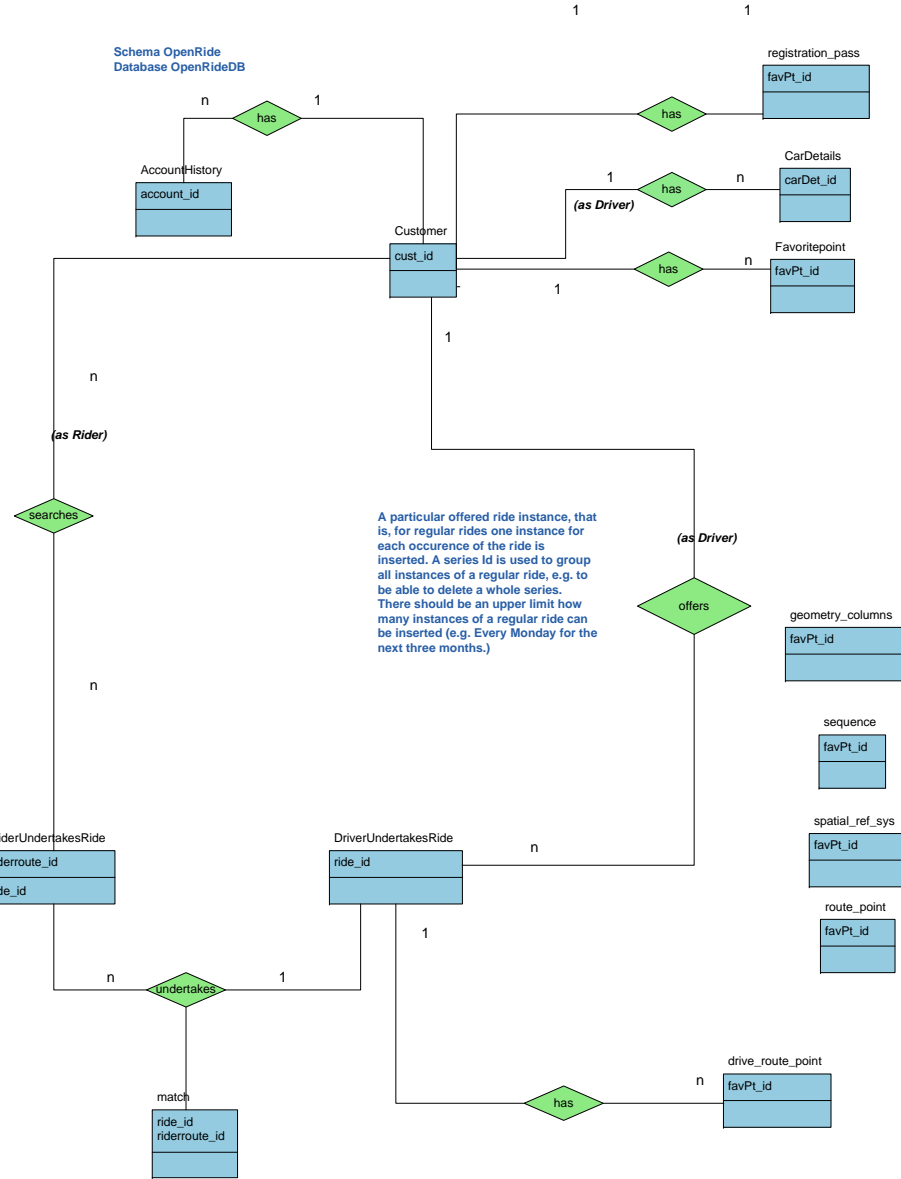 1
1
Schema OpenRide
Database OpenRideDB
registration_pass
favPt_id
n
1
has
has
AccountHistory
account_id
CarDetails
carDet_id
1
has
n
(as Driver)
Customer
cust_id
Favoritepoint
favPt_id
has
n
1
1
n
(as Rider)
searches
A particular offered ride instance, that
is, for regular rides one instance for
each occurence of the ride is
inserted. A series Id is used to group
all instances of a regular ride, e.g. to
be able to delete a whole series.
There should be an upper limit how
many instances of a regular ride can
be inserted (e.g. Every Monday for the
next three months.)
(as Driver)
offers
geometry_columns
favPt_id
n
sequence
favPt_id
spatial_ref_sys
favPt_id
iderUndertakesRide
derroute_id
de_id
DriverUndertakesRide
ride_id
n
route_point
favPt_id
1
n
undertakes
1
match
ride_id
riderroute_id
has
n
drive_route_point
favPt_id